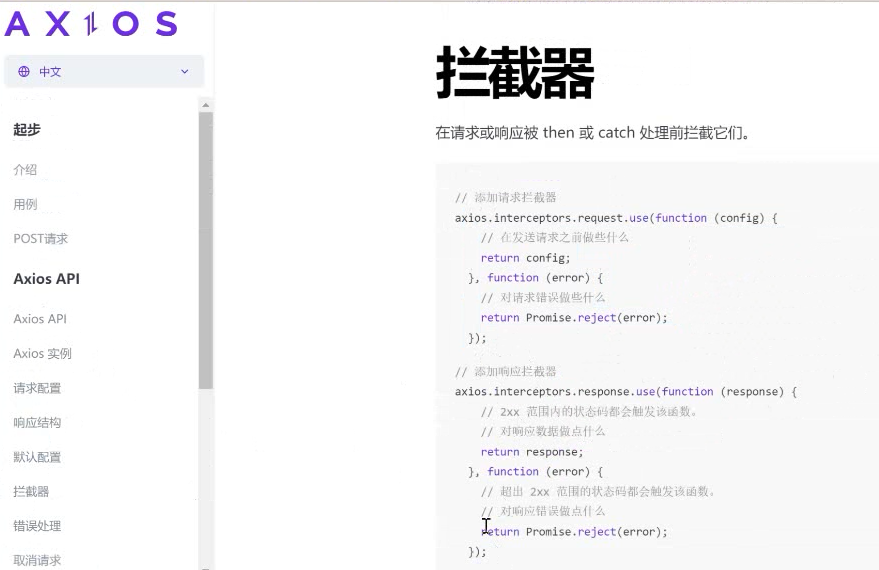 AXIOS
中文
起步
介绍
用例
POST请求
Axios API
Axios API
Axios 实例
请求配置
响应结构
默认配置
拦截器
错误处理
取消请求
拦截器
在请求或响应被 then 或 catch 处理前拦截它们。
// 添加请求拦截器
axios.interceptors.request.use(function (config) {
    // 在发送请求之前做些什么
    return config;
  }, function (error) {
    // 对请求错误做些什么
    return Promise.reject(error);
  });
// 添加响应拦截器
axios.interceptors.response.use(function (response) {
    // 2xx 范围内的状态码都会触发该函数。
    // 对响应数据做点什么
    return response;
  }, function (error) {
    // 超出 2xx 范围的状态码都会触发该函数。
    // 对响应错误做点什么
    return Promise.reject(error);
  });